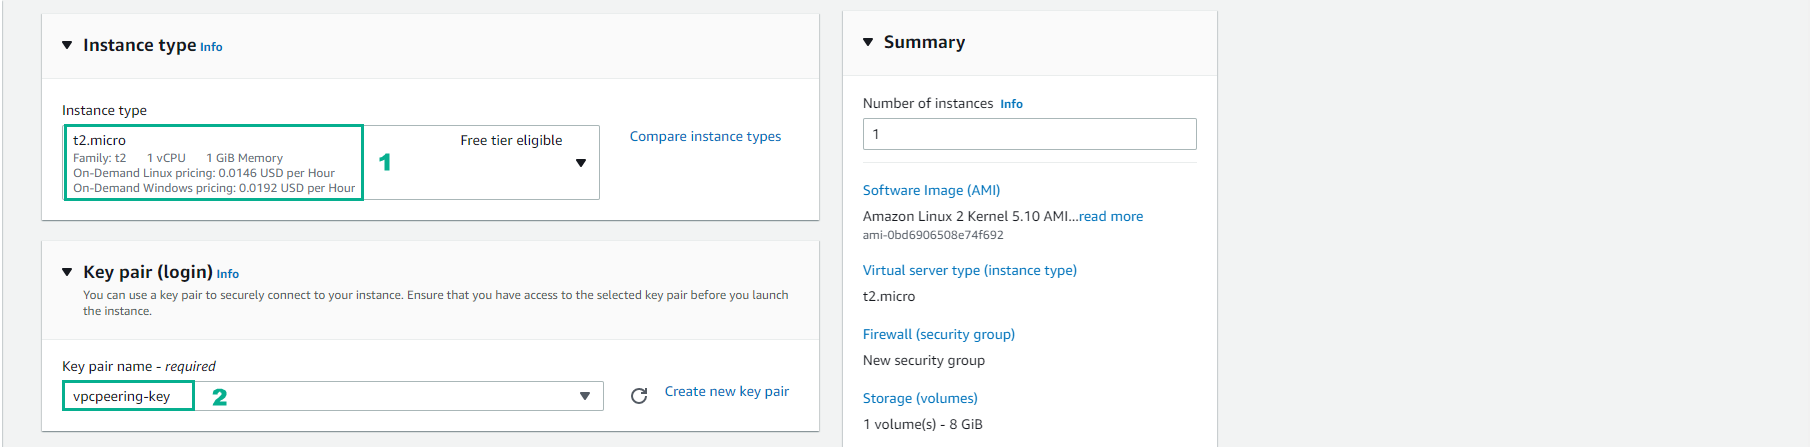 Instance type Info
Instance type
t2.micro Free tier eligible
Family: t2 1 vCPU 1 GiB Memory
On-Demand Linux pricing: 0.0146 USD per Hour
On-Demand Windows pricing: 0.0192 USD per Hour
1
Compare instance types
Key pair (login) Info
You can use a key pair to securely connect to your instance. Ensure that you have access to the selected key pair before you launch
the instance.
Key pair name - required
vpcpeering-key
2
Create new key pair
Summary
Number of instances Info
1
Software Image (AMI)
Amazon Linux 2 Kernel 5.10 AMI...read more
ami-0bd6906508e74f692
Virtual server type (instance type)
t2.micro
Firewall (security group)
New security group
Storage (volumes)
1 volume(s) - 8 GiB